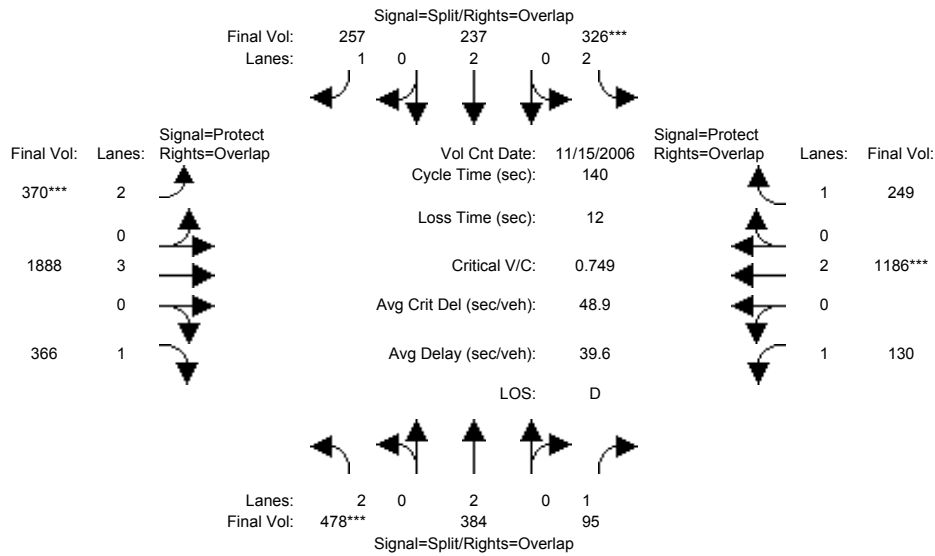 Signal=Split/Rights=Overlap
Final Vol: 257 237 326***
Lanes: 1 0 2 0 2
Signal=Protect Signal=Protect
Final Vol: Lanes: Rights=Overlap Vol Cnt Date: 11/15/2006 Rights=Overlap Lanes: Final Vol:
Cycle Time (sec): 140
370*** 2 1 249
Loss Time (sec): 12
0 0
1888 3 Critical V/C: 0.749 2 1186***
0 Avg Crit Del (sec/veh): 48.9 0
366 1 Avg Delay (sec/veh): 39.6 1 130
LOS: D
Lanes: 2 0 2 0 1
Final Vol: 478*** 384 95
Signal=Split/Rights=Overlap